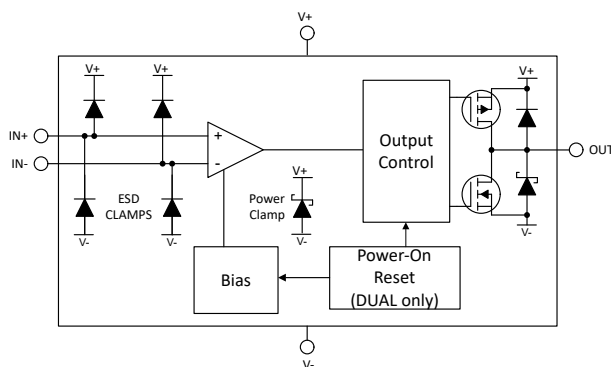 V+
V+
V+
V+
IN+
+
Output
Control
OUT
IN-
-
ESD
CLAMPS
Power
Clamp
V+
V-
V-
V-
Bias
Power-On
Reset
(DUAL only)
V-